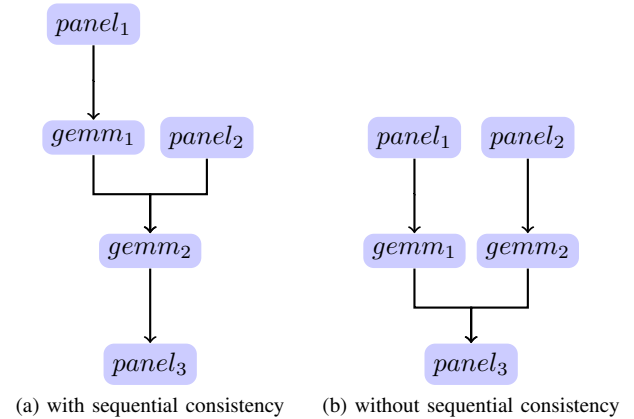 panel₁
gemm₁ panel₂
gemm₂
panel₃
(a) with sequential consistency
panel₁ panel₂
gemm₁ gemm₂
panel₃
(b) without sequential consistency